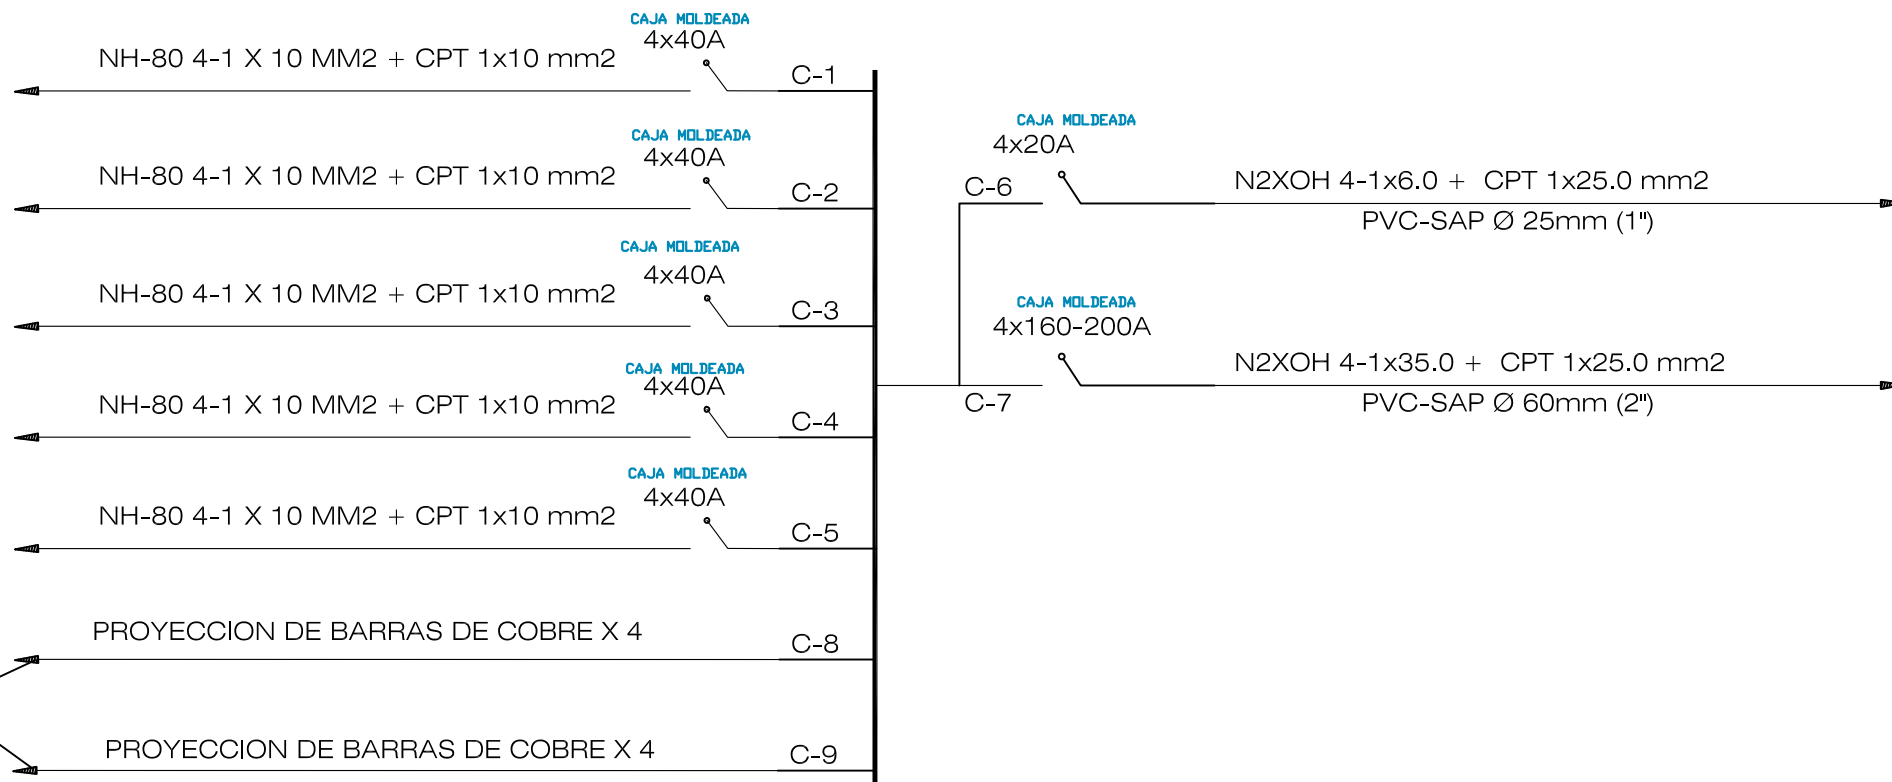 CAJA MOLDEADA
4x40A
NH-80 4-1 X 10 MM2 + CPT 1x10 mm2
C-1
CAJA MOLDEADA
4x40A
NH-80 4-1 X 10 MM2 + CPT 1x10 mm2
C-2
CAJA MOLDEADA
4x40A
NH-80 4-1 X 10 MM2 + CPT 1x10 mm2
C-3
CAJA MOLDEADA
4x40A
NH-80 4-1 X 10 MM2 + CPT 1x10 mm2
C-4
CAJA MOLDEADA
4x40A
NH-80 4-1 X 10 MM2 + CPT 1x10 mm2
C-5
PROYECCION DE BARRAS DE COBRE X 4
C-8
PROYECCION DE BARRAS DE COBRE X 4
C-9
CAJA MOLDEADA
4x20A
C-6
N2XOH 4-1x6.0 + CPT 1x25.0 mm2
PVC-SAP Ø 25mm (1")
CAJA MOLDEADA
4x160-200A
N2XOH 4-1x35.0 + CPT 1x25.0 mm2
C-7
PVC-SAP Ø 60mm (2")